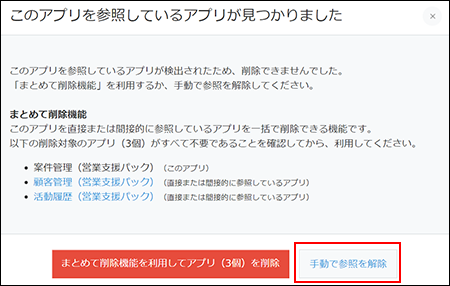 このアプリを参照しているアプリが見つかりました
×
このアプリを参照しているアプリが検出されたため、削除できませんでした。
「まとめて削除機能」を利用するか、手動で参照を解除してください。
まとめて削除機能
このアプリを直接または間接的に参照しているアプリを一括で削除できる機能です。
以下の削除対象のアプリ（3個）がすべて不要であることを確認してから、利用してください。
• 案件管理（営業支援パック）（このアプリ）
• 顧客管理（営業支援パック）（直接または間接的に参照しているアプリ）
• 活動履歴（営業支援パック）（直接または間接的に参照しているアプリ）
まとめて削除機能を利用してアプリ（3個）を削除
手動で参照を解除